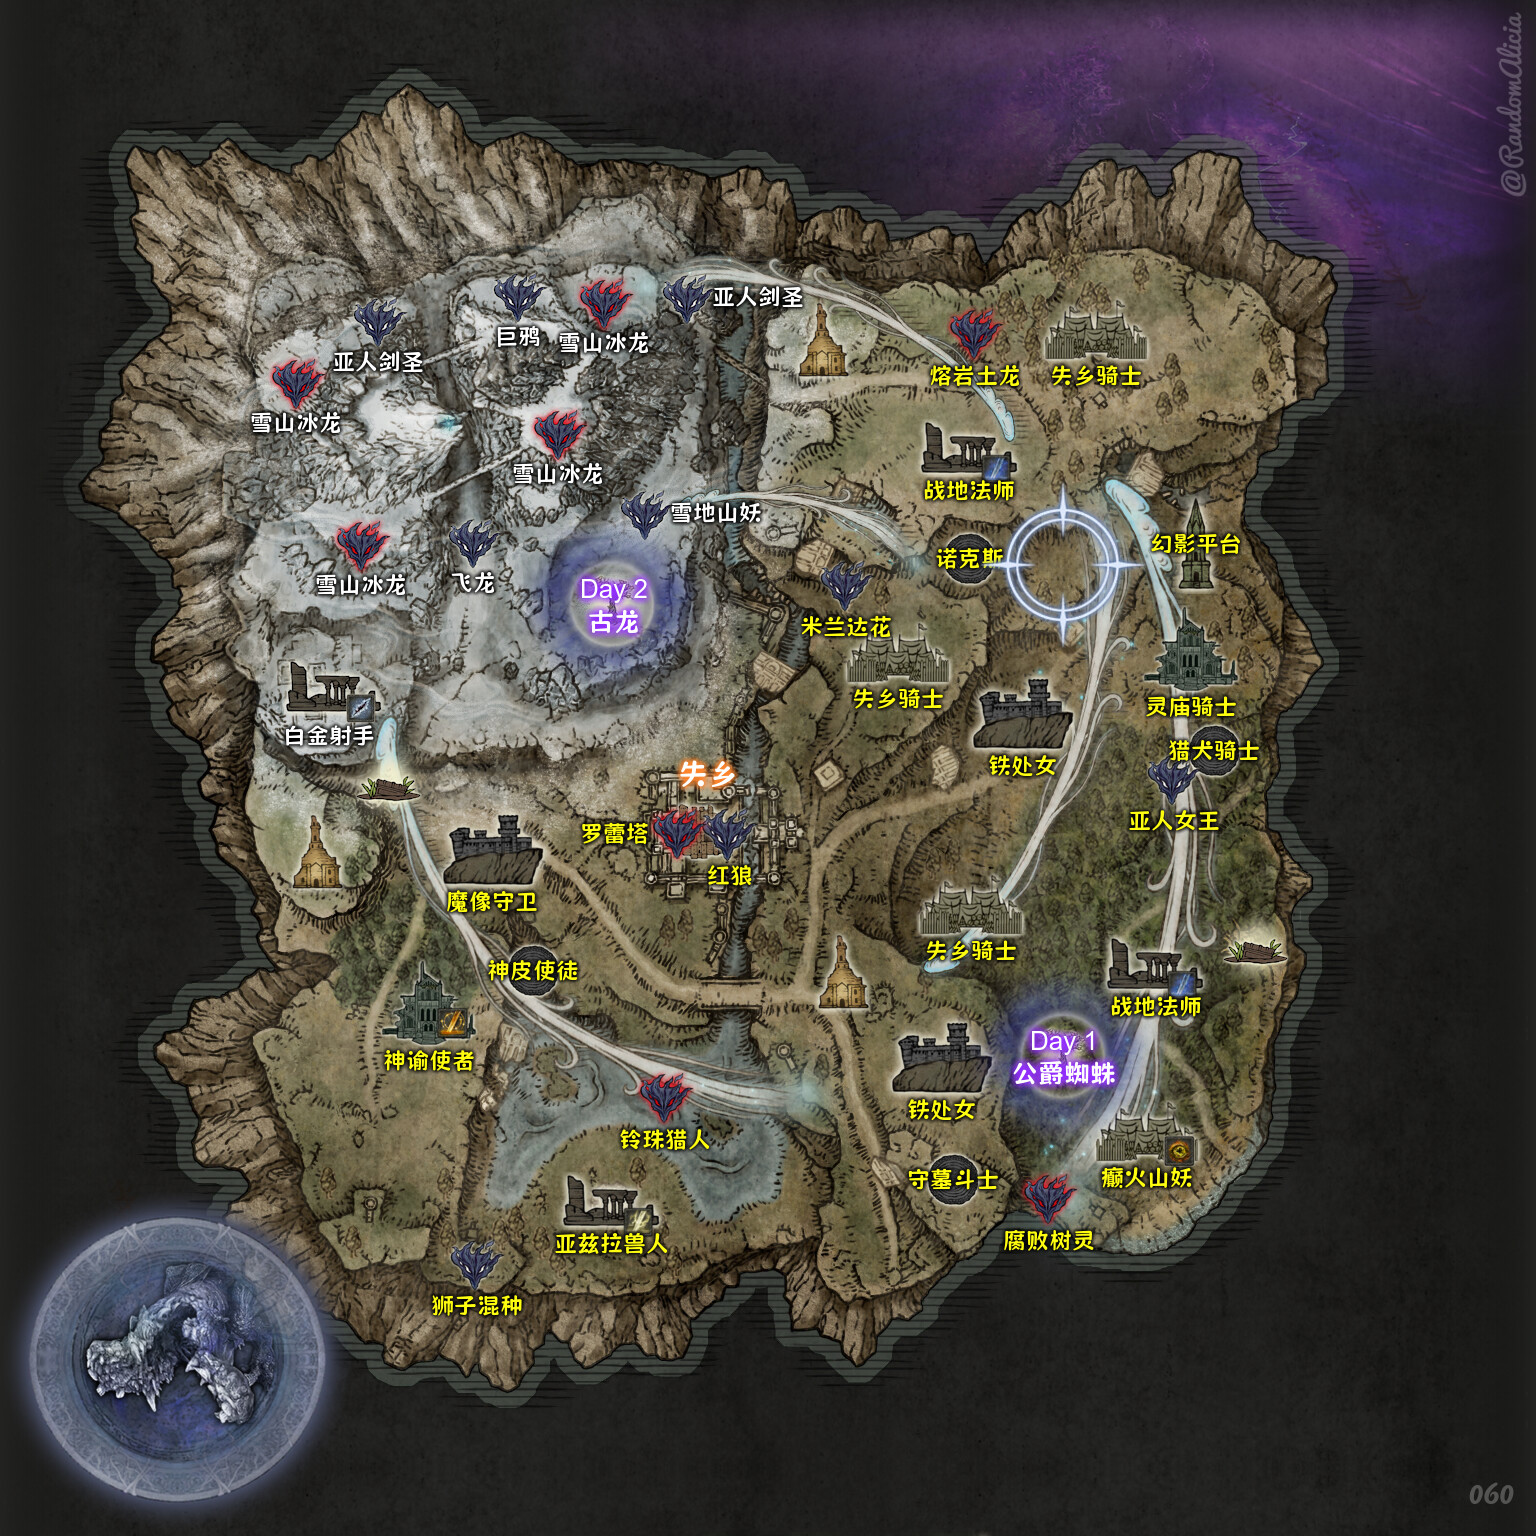 @RandomAlicia
巨鸦
雪山冰龙
亚人剑圣
亚人剑圣
雪山冰龙
熔岩土龙
失乡骑士
雪山冰龙
战地法师
雪地山妖
诺克斯
幻影平台
雪山冰龙
飞龙
Day 2
古龙
米兰达花
失乡骑士
灵庙骑士
白金射手
铁处女
猎犬骑士
失乡
亚人女王
罗蕾塔
红狼
魔像守卫
失乡骑士
神皮使徒
战地法师
神谕使者
Day 1
公爵蜘蛛
铃珠猎人
铁处女
守墓斗士
癫火山妖
亚兹拉兽人
腐败树灵
狮子混种
060